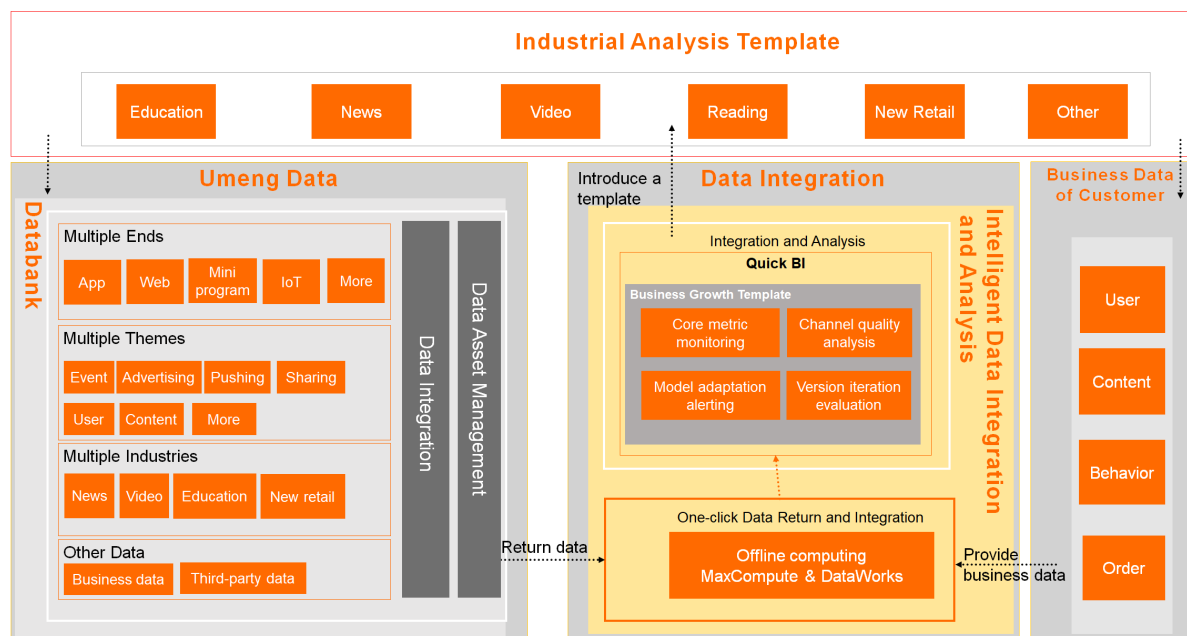 Industrial Analysis Template
Education
News
Video
Reading
New Retail
Other
Umeng Data
Databank
Multiple Ends
App
Web
Mini
program
IoT
More
Multiple Themes
Event
Advertising
Pushing
Sharing
User
Content
More
Multiple Industries
News
Video
Education
New retail
Other Data
Business data
Third-party data
Data Integration
Data Asset Management
Return data
Introduce a
template
Data Integration
Intelligent Data Integration
and Analysis
Integration and Analysis
Quick BI
Business Growth Template
Core metric
monitoring
Channel quality
analysis
Model adaptation
alerting
Version iteration
evaluation
One-click Data Return and Integration
Offline computing
MaxCompute & DataWorks
Provide
business data
Business Data
of Customer
User
Content
Behavior
Order